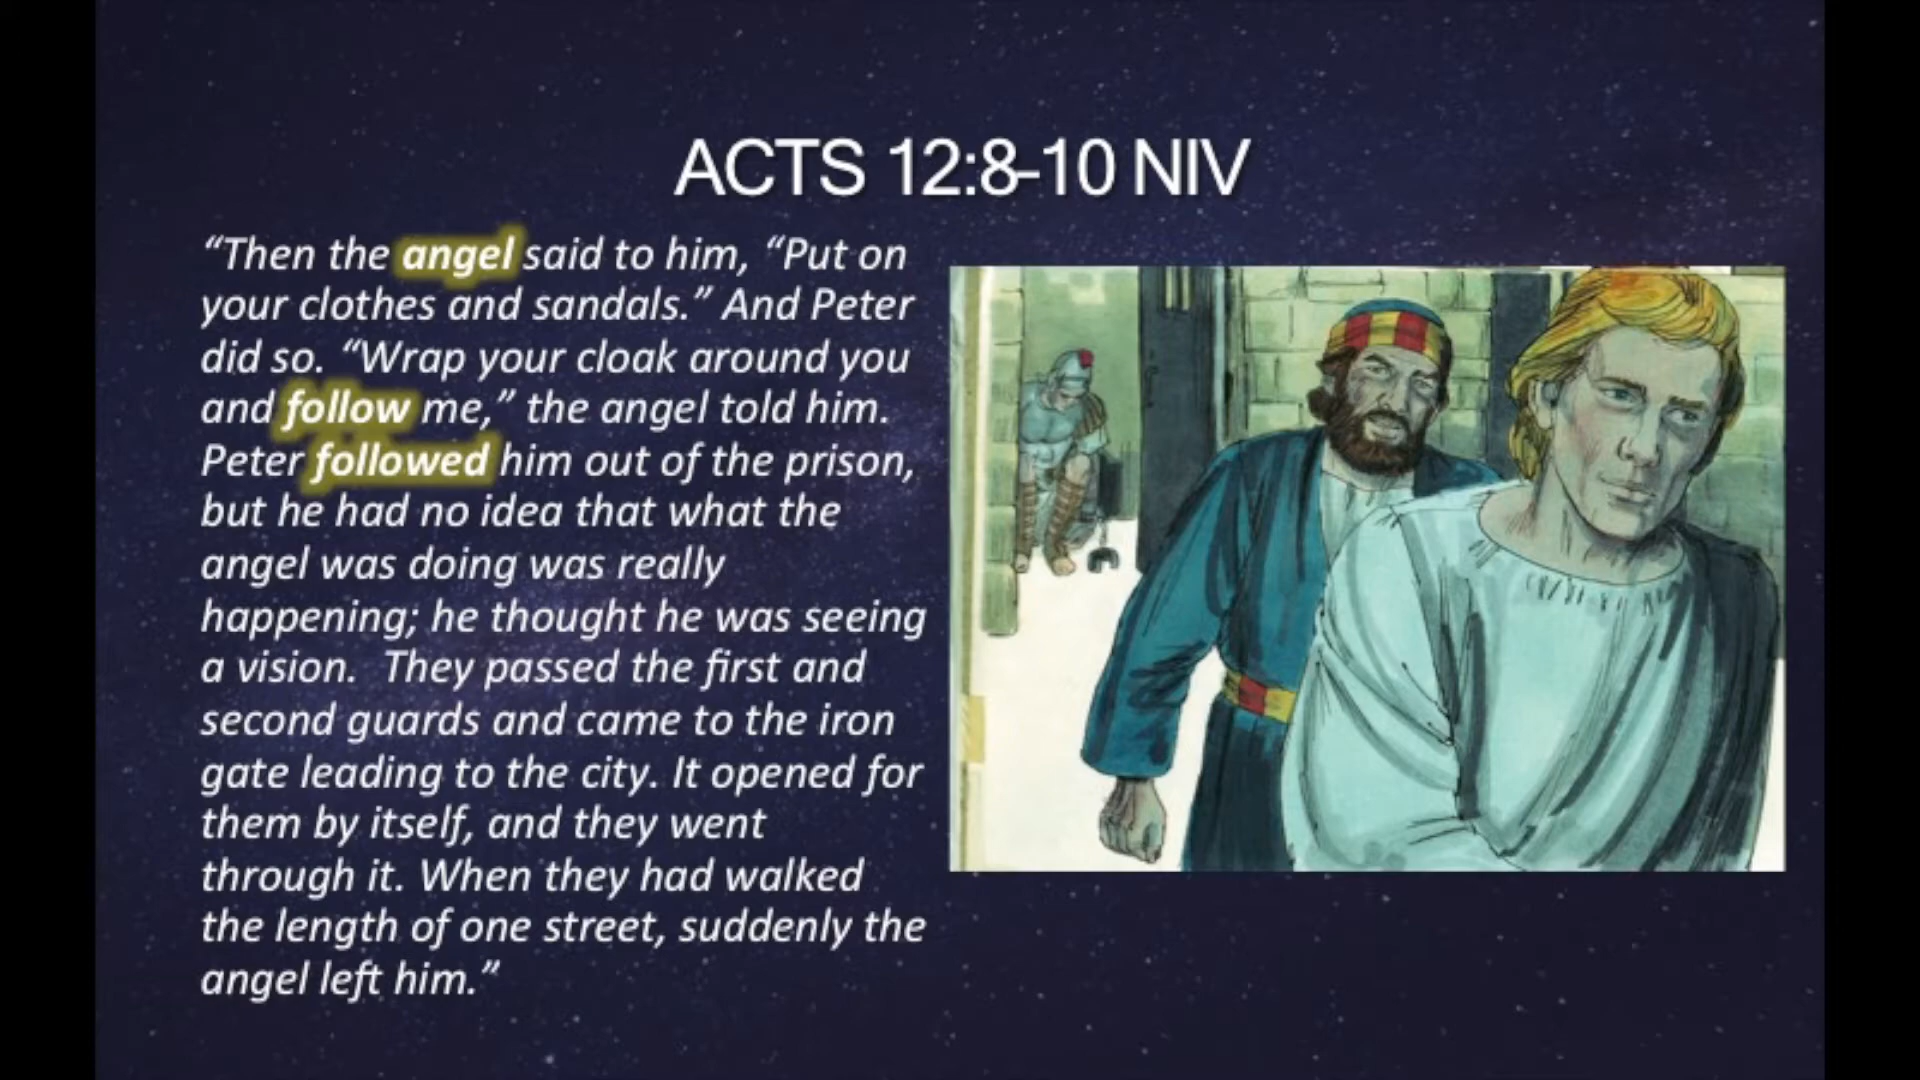 ACTS 12:8-10 NIV
“Then the angel said to him, “Put on
your clothes and sandals.” And Peter
did so. “Wrap your cloak around you
and follow me,” the angel told him.
Peter followed him out of the prison,
but he had no idea that what the
angel was doing was really
happening; he thought he was seeing
a vision.  They passed the first and
second guards and came to the iron
gate leading to the city. It opened for
them by itself, and they went
through it. When they had walked
the length of one street, suddenly the
angel left him.”